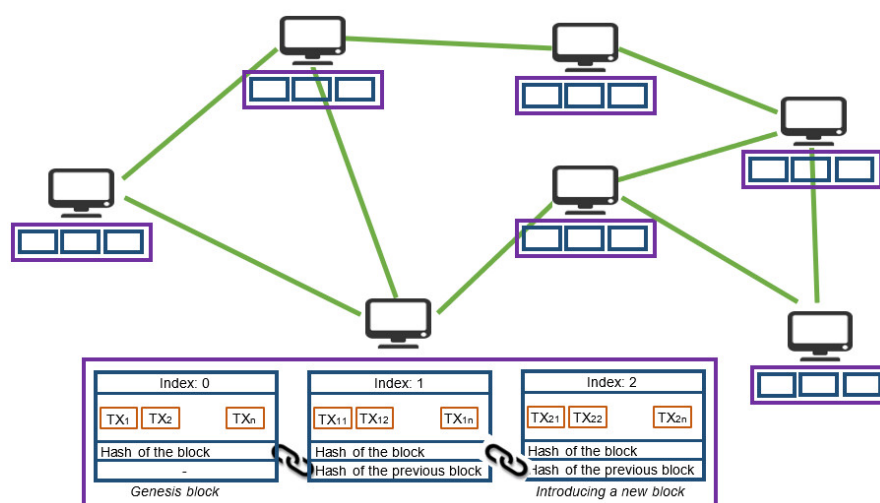 Index: 0
TX1 TX2 TXn
Hash of the block
-
Genesis block
Index: 1
TX11 TX12 TX1n
Hash of the block
Hash of the previous block
Index: 2
TX21 TX22 TX2n
Hash of the block
Hash of the previous block
Introducing a new block